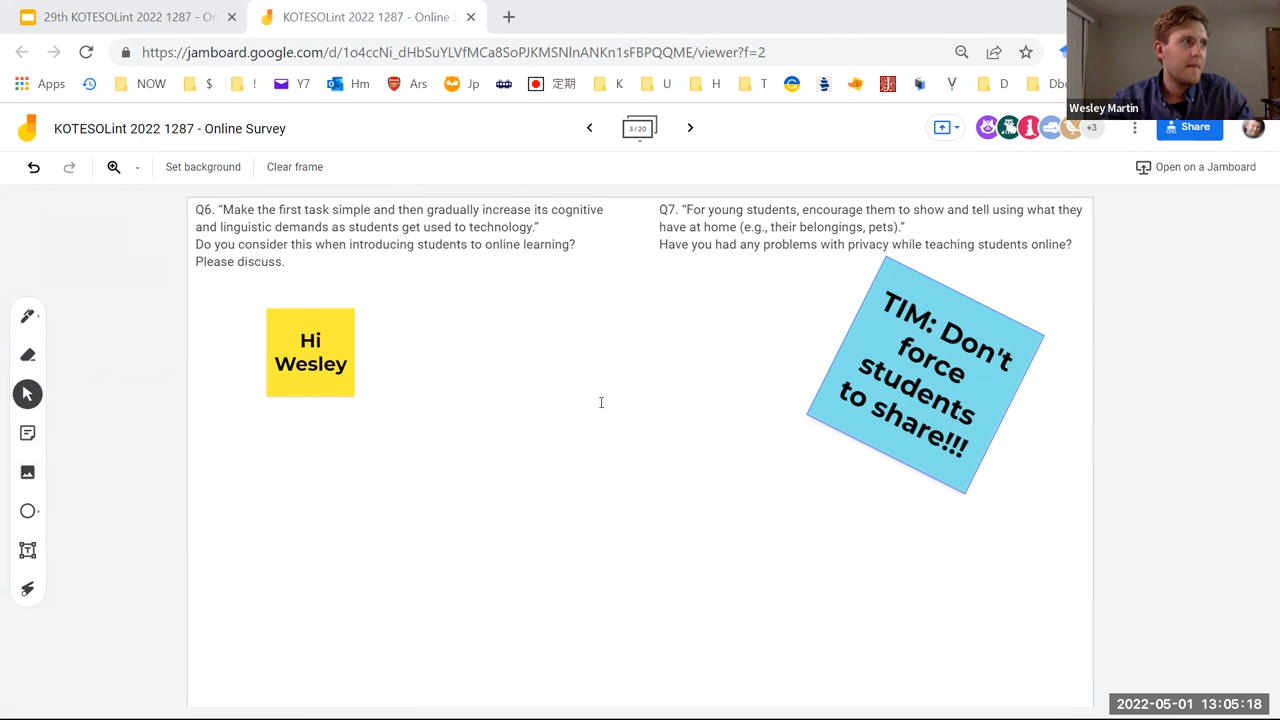 29th KOTESOLint 2022 1287 - On
KOTESOLint 2022 1287 - Online S
https://jamboard.google.com/d/1o4ccNi_dHbSuYLVfMCa8SoPJKMSNlnANKn1sFBPQQME/viewer?f=2
Apps NOW $ ! Y7 Hm Ars Jp 定期 K U H T D Dbo
Wesley Martin
KOTESOLint 2022 1287 - Online Survey
3 / 20
+3
Share
Set background
Clear frame
Open on a Jamboard
Q6. “Make the first task simple and then gradually increase its cognitive
and linguistic demands as students get used to technology.”
Do you consider this when introducing students to online learning?
Please discuss.
Q7. “For young students, encourage them to show and tell using what they
have at home (e.g., their belongings, pets).”
Have you had any problems with privacy while teaching students online?
Hi
Wesley
TIM: Don't
force
students
to share!!!
2022-05-01 13:05:18